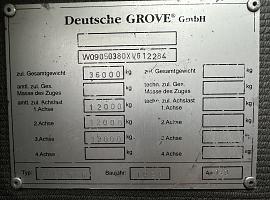 Deutsche GROVE® GmbH
W09050380XVG12284
zul. Gesamtgewicht 36000 kg kg
amtl. zul. Ges. Masse des Zuges kg techn. zul. Ges. Masse des Zuges kg
amtl. zul. Achslast 1.Achse 12000 kg techn. zul. Achslast 1.Achse kg
2.Achse 12000 kg 2.Achse kg
3.Achse 12000 kg 3.Achse kg
4.Achse kg 4.Achse kg
Typ: Baujahr: